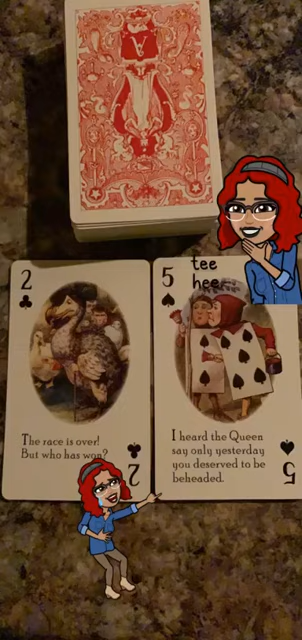 tee
hee
2
The race is over!
But who has won?
2
5
I heard the Queen
say only yesterday
you deserved to be
beheaded.
5